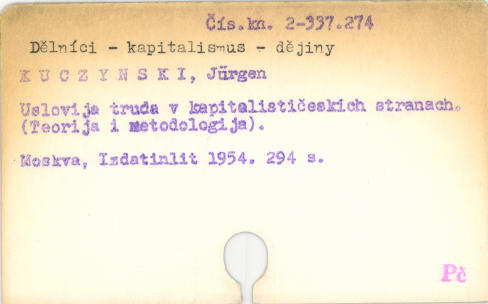 Čís.kn. 2-337.274
Dělníci - kapitalismus - dějiny
K U C Z Y N S K I, Jürgen
Uslovija truda v kapitalističeskich stranach.
(Teorija i metodologija).
Moskva, Izdatinlit 1954. 294 s.
Pč